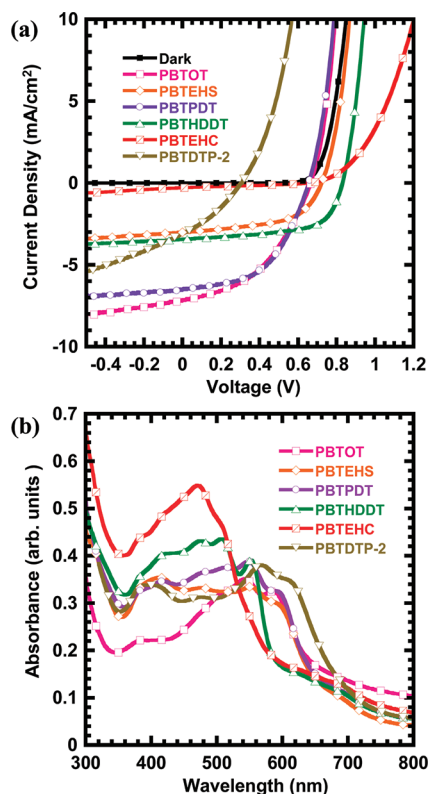 (a)
10
5
0
-5
-10
Current Density (mA/cm2)
Dark
PBTOT
PBTEHS
PBTPDT
PBTHDDT
PBTEHC
PBTDTP-2
-0.4 -0.2 0 0.2 0.4 0.6 0.8 1 1.2
Voltage (V)
(b)
0.7
0.6
0.5
0.4
0.3
0.2
0.1
0
Absorbance (arb. units )
PBTOT
PBTEHS
PBTPDT
PBTHDDT
PBTEHC
PBTDTP-2
300 400 500 600 700 800
Wavelength (nm)